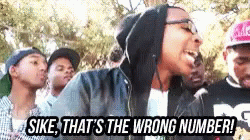 SIKE, THAT'S THE WRONG NUMBER!